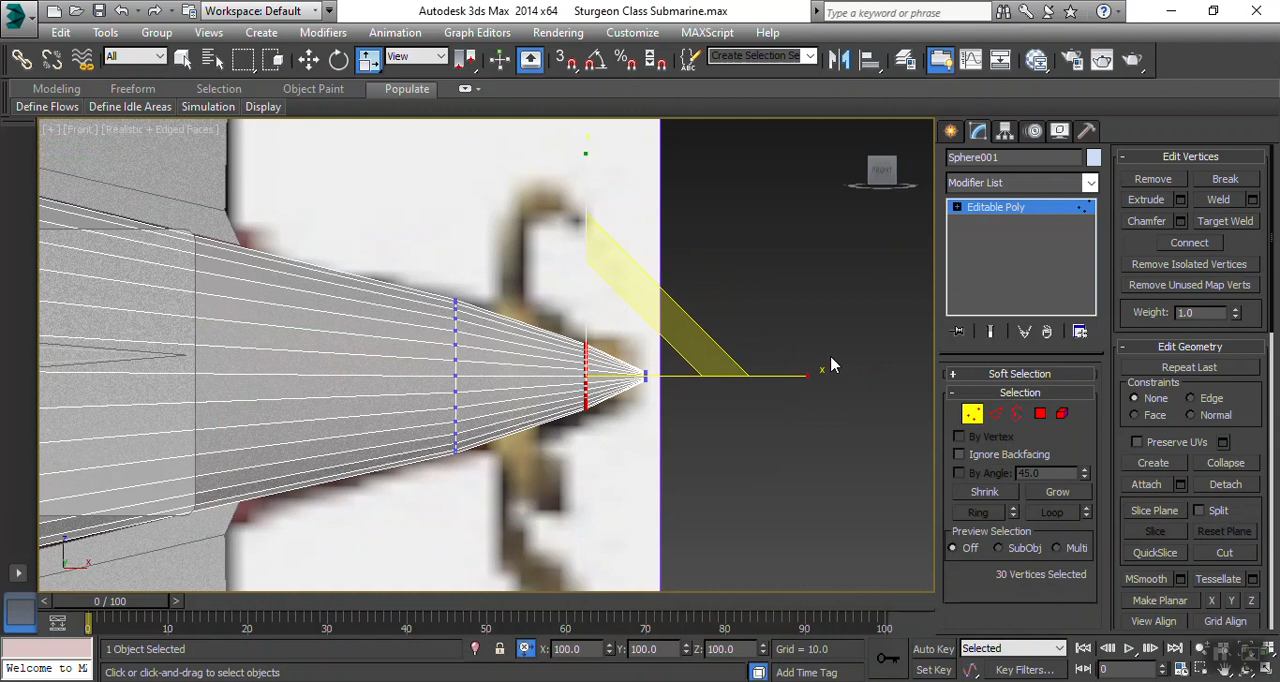 Workspace: Default
Autodesk 3ds Max 2014 x64 Sturgeon Class Submarine.max
Type a keyword or phrase
Edit Tools Group Views Create Modifiers Animation Graph Editors Rendering Customize MAXScript Help
All
View
3
Create Selection Se
Modeling Freeform Selection Object Paint Populate
Define Flows Define Idle Areas Simulation Display
[+] [Front] [Realistic + Edged Faces]
FRONT
x
z
x
Sphere001
Modifier List
Editable Poly
Soft Selection
Selection
By Vertex
Ignore Backfacing
By Angle: 45.0
Shrink Grow
Ring Loop
Preview Selection
Off SubObj Multi
30 Vertices Selected
Edit Vertices
Remove Break
Extrude Weld
Chamfer Target Weld
Connect
Remove Isolated Vertices
Remove Unused Map Verts
Weight: 1.0
Edit Geometry
Repeat Last
Constraints
None Edge
Face Normal
Preserve UVs
Create Collapse
Attach Detach
Slice Plane Split
Slice Reset Plane
QuickSlice Cut
MSmooth Tessellate
Make Planar X Y Z
View Align Grid Align
0 / 100
0 10 20 30 40 50 60 70 80 90 100
1 Object Selected
X: 100.0 Y: 100.0 Z: 100.0 Grid = 10.0
Auto Key Selected
Welcome to M
Click or click-and-drag to select objects
Add Time Tag
Set Key Key Filters...
0